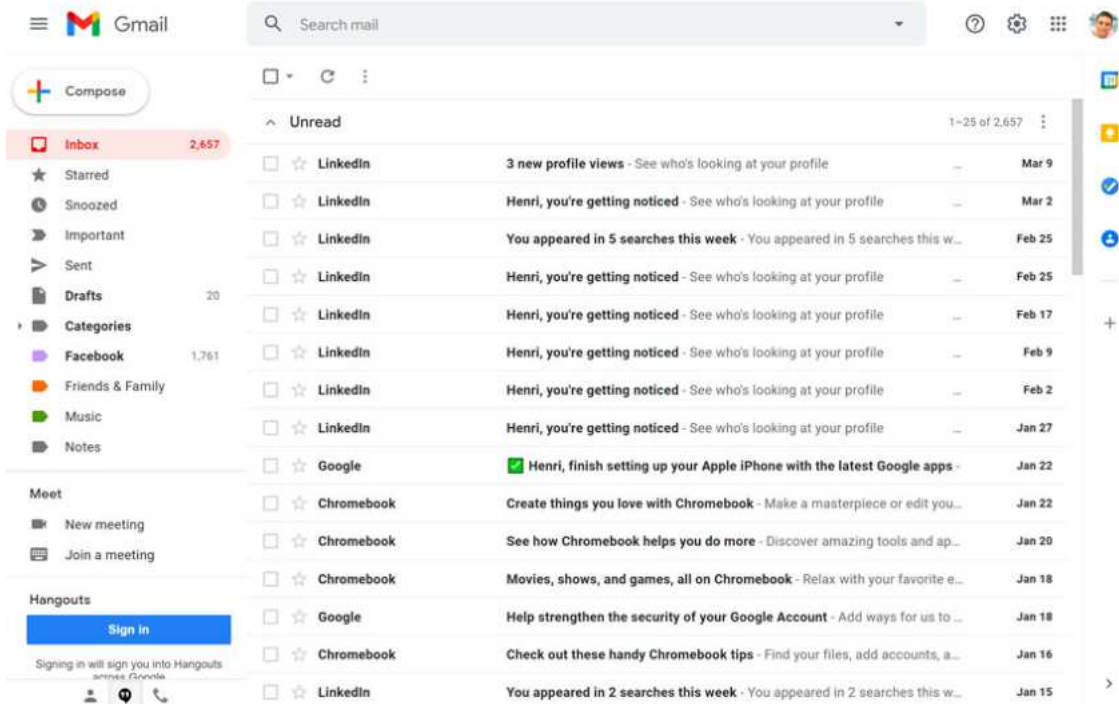 Gmail
Search mail
Compose
Inbox 2,657
Starred
Snoozed
Important
Sent
Drafts 20
Categories
Facebook 1,761
Friends & Family
Music
Notes
Meet
New meeting
Join a meeting
Hangouts
Sign in
Signing in will sign you into Hangouts
across Google
Unread 1–25 of 2,657
LinkedIn 3 new profile views - See who's looking at your profile ... Mar 9
LinkedIn Henri, you're getting noticed - See who's looking at your profile ... Mar 2
LinkedIn You appeared in 5 searches this week - You appeared in 5 searches this w... Feb 25
LinkedIn Henri, you're getting noticed - See who's looking at your profile ... Feb 25
LinkedIn Henri, you're getting noticed - See who's looking at your profile ... Feb 17
LinkedIn Henri, you're getting noticed - See who's looking at your profile ... Feb 9
LinkedIn Henri, you're getting noticed - See who's looking at your profile ... Feb 2
LinkedIn Henri, you're getting noticed - See who's looking at your profile ... Jan 27
Google ✅ Henri, finish setting up your Apple iPhone with the latest Google apps - Jan 22
Chromebook Create things you love with Chromebook - Make a masterpiece or edit you... Jan 22
Chromebook See how Chromebook helps you do more - Discover amazing tools and ap... Jan 20
Chromebook Movies, shows, and games, all on Chromebook - Relax with your favorite e... Jan 18
Google Help strengthen the security of your Google Account - Add ways for us to ... Jan 18
Chromebook Check out these handy Chromebook tips - Find your files, add accounts, a... Jan 16
LinkedIn You appeared in 2 searches this week - You appeared in 2 searches this w... Jan 15